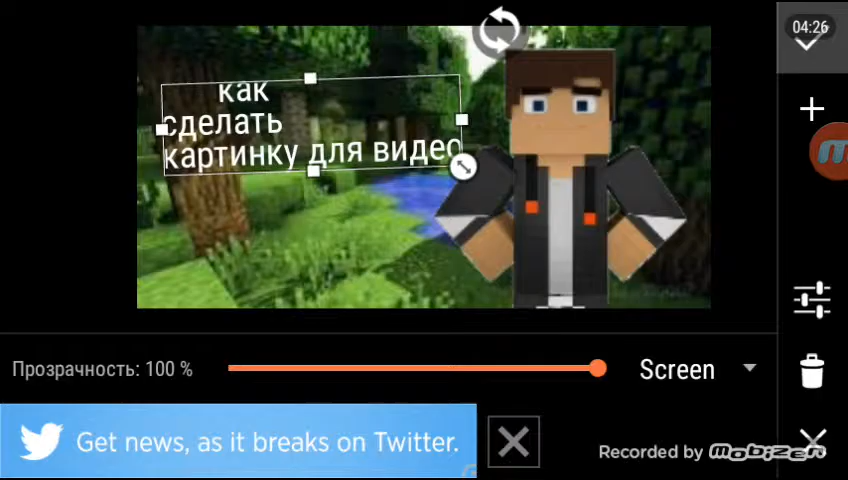 04:26
как
сделать
картинку для видео
Прозрачность: 100 %
Screen
Get news, as it breaks on Twitter.
Recorded by mobizen